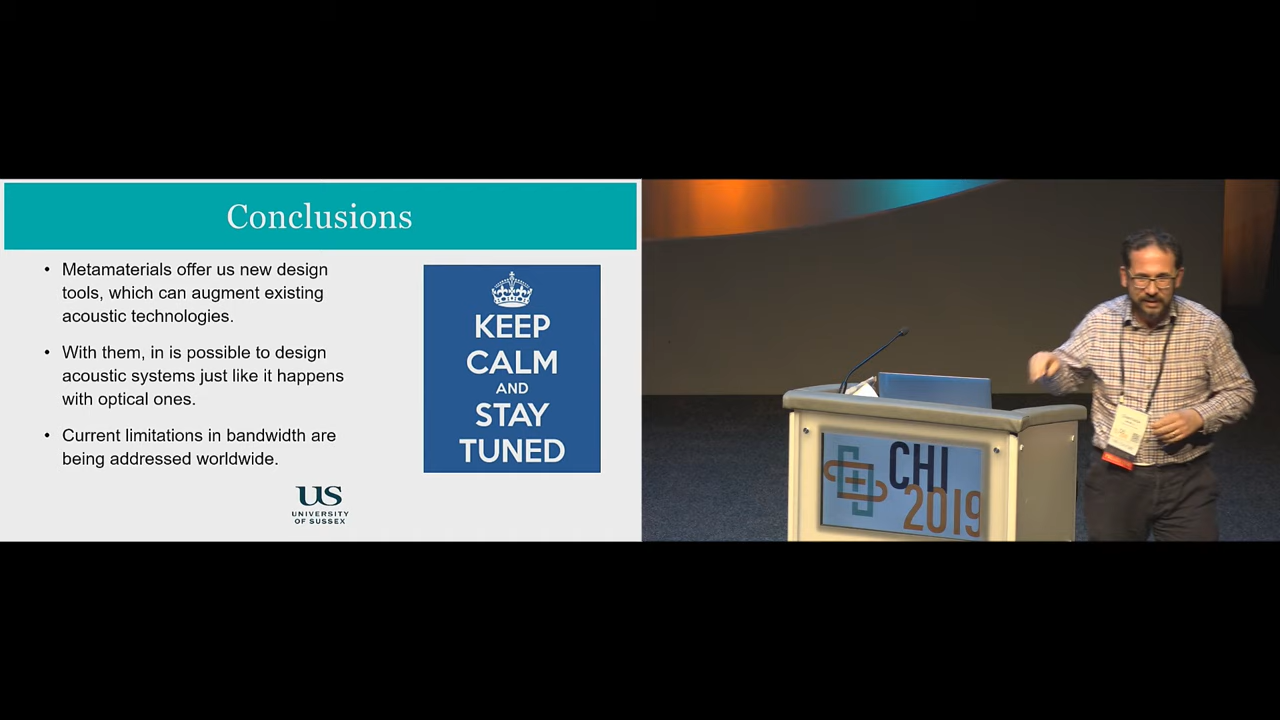 Conclusions
• Metamaterials offer us new design
tools, which can augment existing
acoustic technologies.
• With them, in is possible to design
acoustic systems just like it happens
with optical ones.
• Current limitations in bandwidth are
being addressed worldwide.
US
UNIVERSITY
OF SUSSEX
KEEP
CALM
AND
STAY
TUNED
CHI
2019